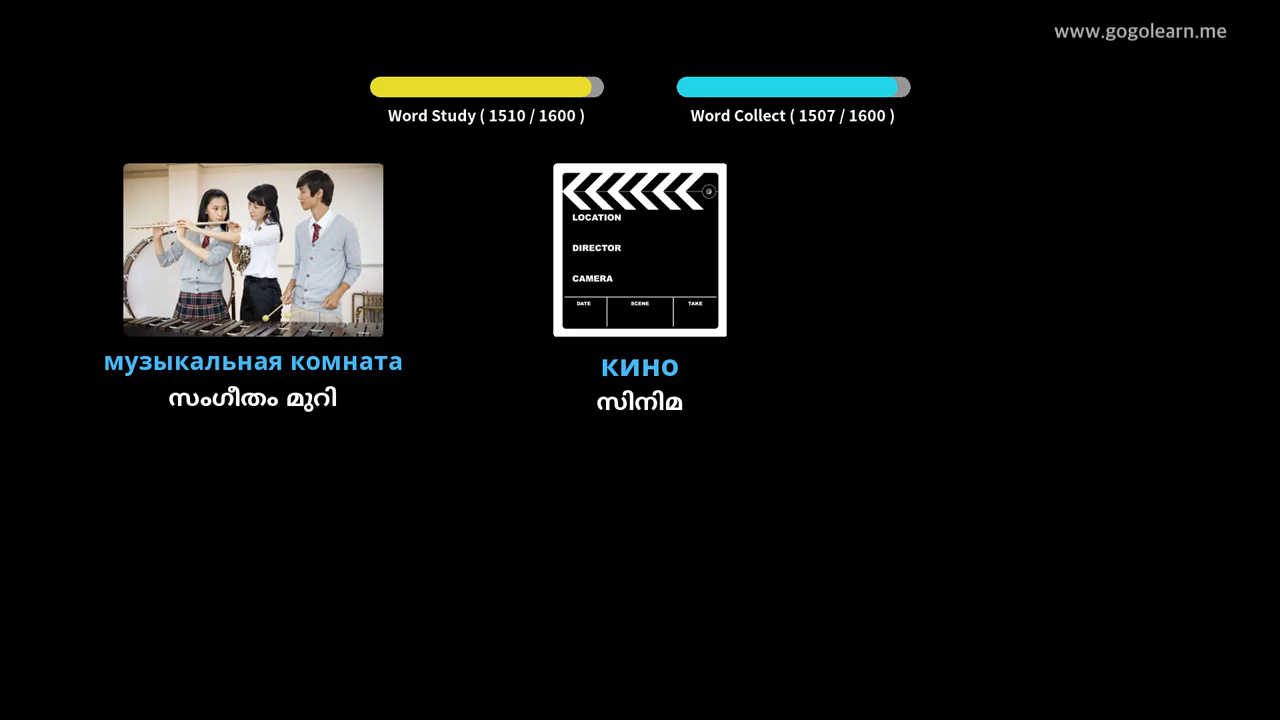 www.gogolearn.me
Word Study ( 1510 / 1600 )
Word Collect ( 1507 / 1600 )
LOCATION
DIRECTOR
CAMERA
DATE SCENE TAKE
музыкальная комната
സംഗീതം മുറി
кино
സിനിമ